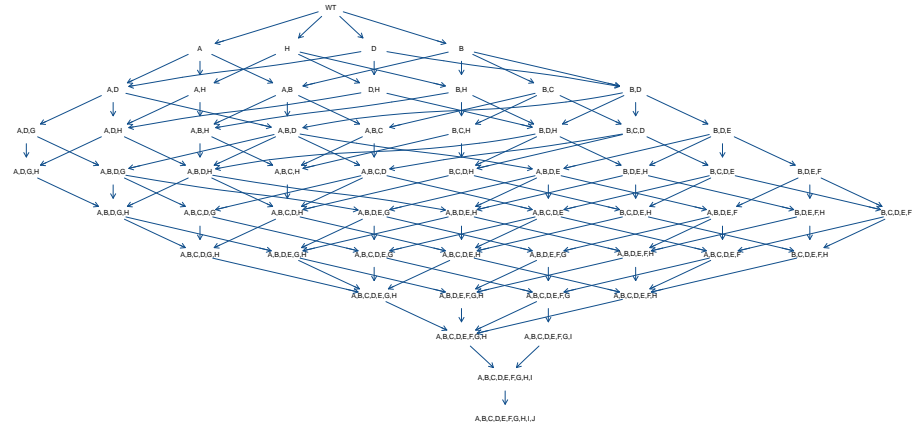 WT
A H D B
A,D A,H A,B D,H B,H B,C B,D
A,D,G A,D,H A,B,H A,B,D A,B,C B,C,H B,D,H B,C,D B,D,E
A,D,G,H A,B,D,G A,B,D,H A,B,C,H A,B,C,D B,C,D,H A,B,D,E B,D,E,H B,C,D,E B,D,E,F
A,B,D,G,H A,B,C,D,G A,B,C,D,H A,B,D,E,G A,B,D,E,H A,B,C,D,E B,C,D,E,H A,B,D,E,F B,D,E,F,H B,C,D,E,F
A,B,C,D,G,H A,B,D,E,G,H A,B,C,D,E,G A,B,C,D,E,H A,B,D,E,F,G A,B,D,E,F,H A,B,C,D,E,F B,C,D,E,F,H
A,B,C,D,E,G,H A,B,D,E,F,G,H A,B,C,D,E,F,G A,B,C,D,E,F,H
A,B,C,D,E,F,G,H A,B,C,D,E,F,G,I
A,B,C,D,E,F,G,H,I
A,B,C,D,E,F,G,H,I,J